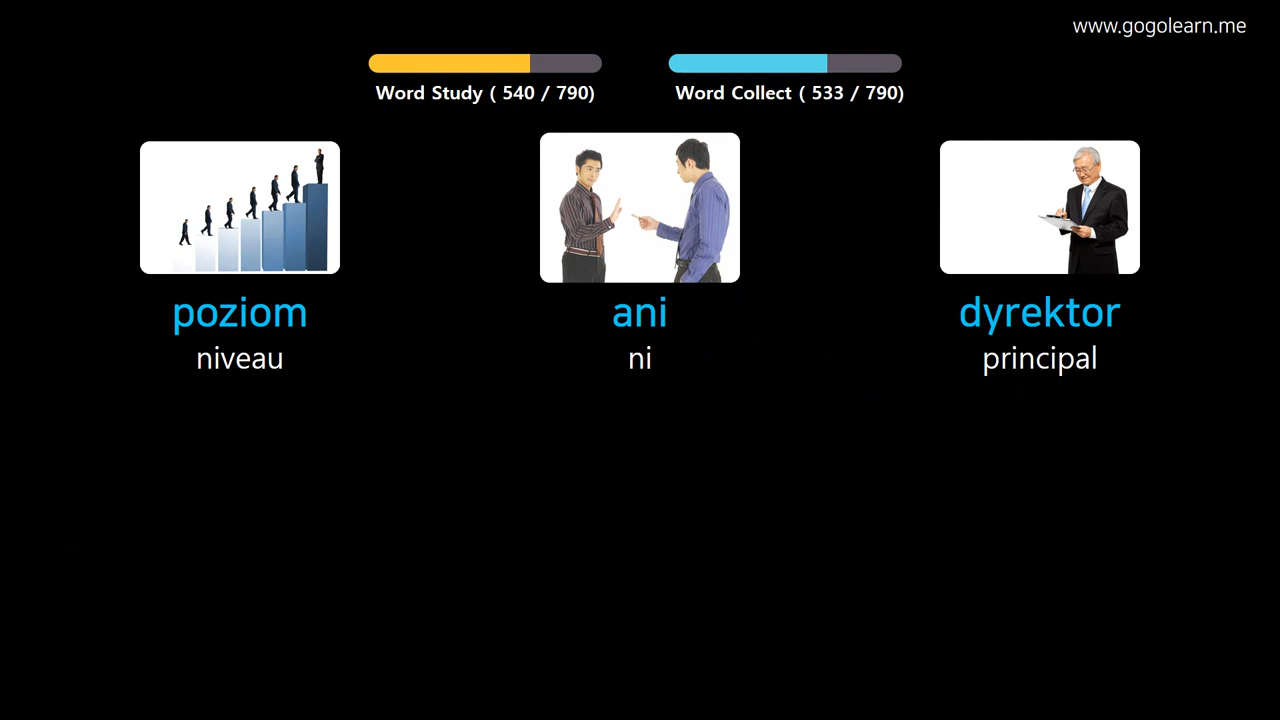 www.gogolearn.me
Word Study ( 540 / 790)
Word Collect ( 533 / 790)
poziom
ani
dyrektor
niveau
ni
principal